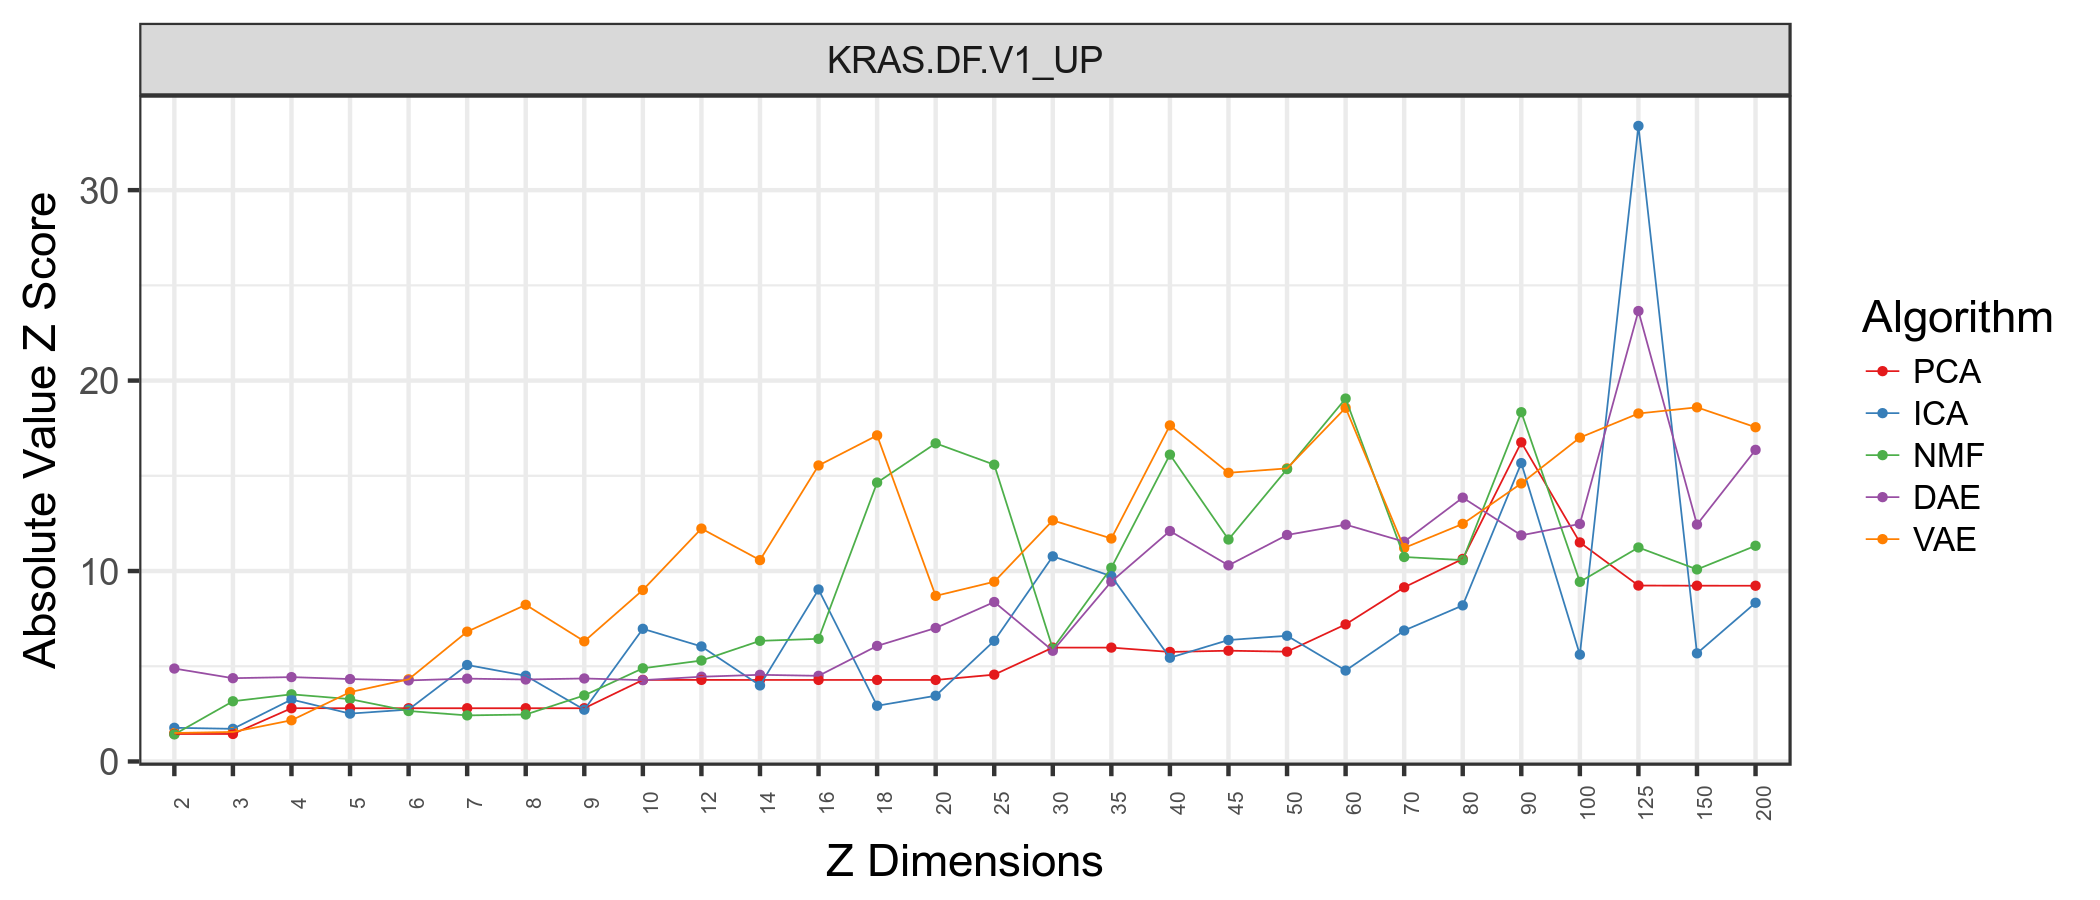 KRAS.DF.V1_UP
Absolute Value Z Score
30
20
10
0
2 3 4 5 6 7 8 9 10 12 14 16 18 20 25 30 35 40 45 50 60 70 80 90 100 125 150 200
Z Dimensions
Algorithm
PCA
ICA
NMF
DAE
VAE